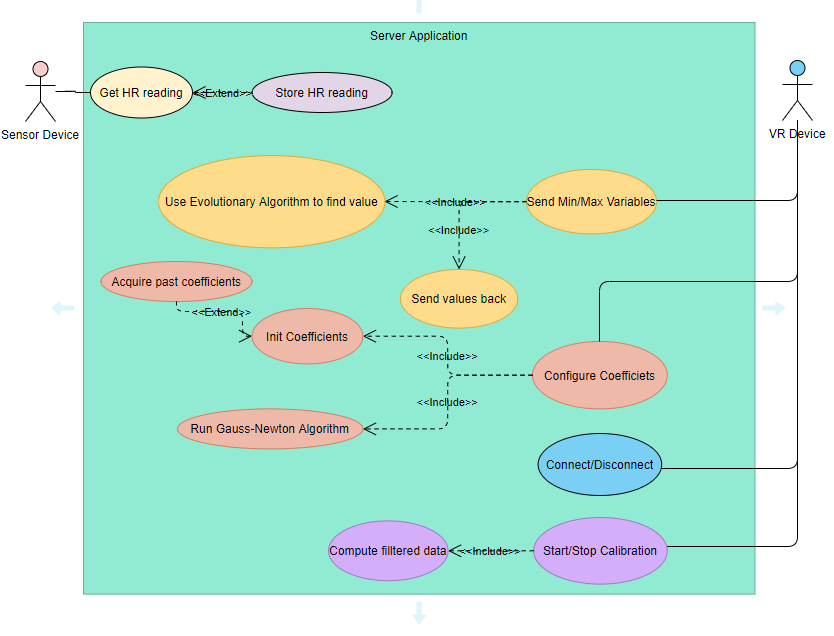 Server Application
Get HR reading
<<Extend>>
Store HR reading
Sensor Device
VR Device
Use Evolutionary Algorithm to find value
<<Include>>
Send Min/Max Variables
<<Include>>
Acquire past coefficients
Send values back
<<Extend>>
Init Coefficients
<<Include>>
Configure Coefficiets
<<Include>>
Run Gauss-Newton Algorithm
Connect/Disconnect
Compute filltered data
<<Include>>
Start/Stop Calibration